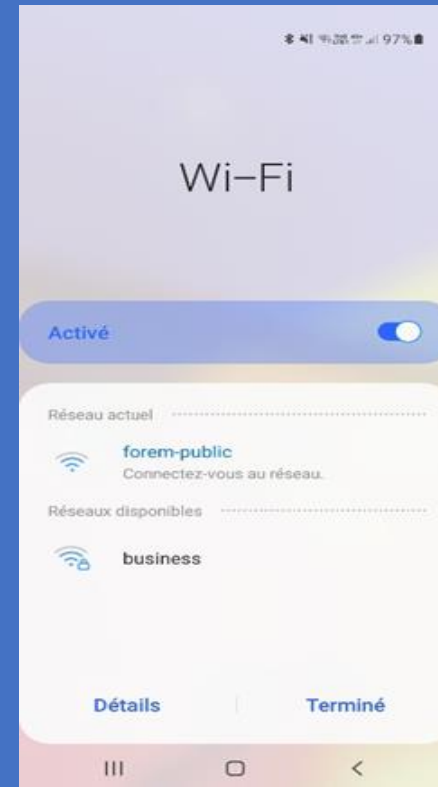 97%
Wi-Fi
Activé
Réseau actuel
forem-public
Connectez-vous au réseau.
Réseaux disponibles
business
Détails
Terminé